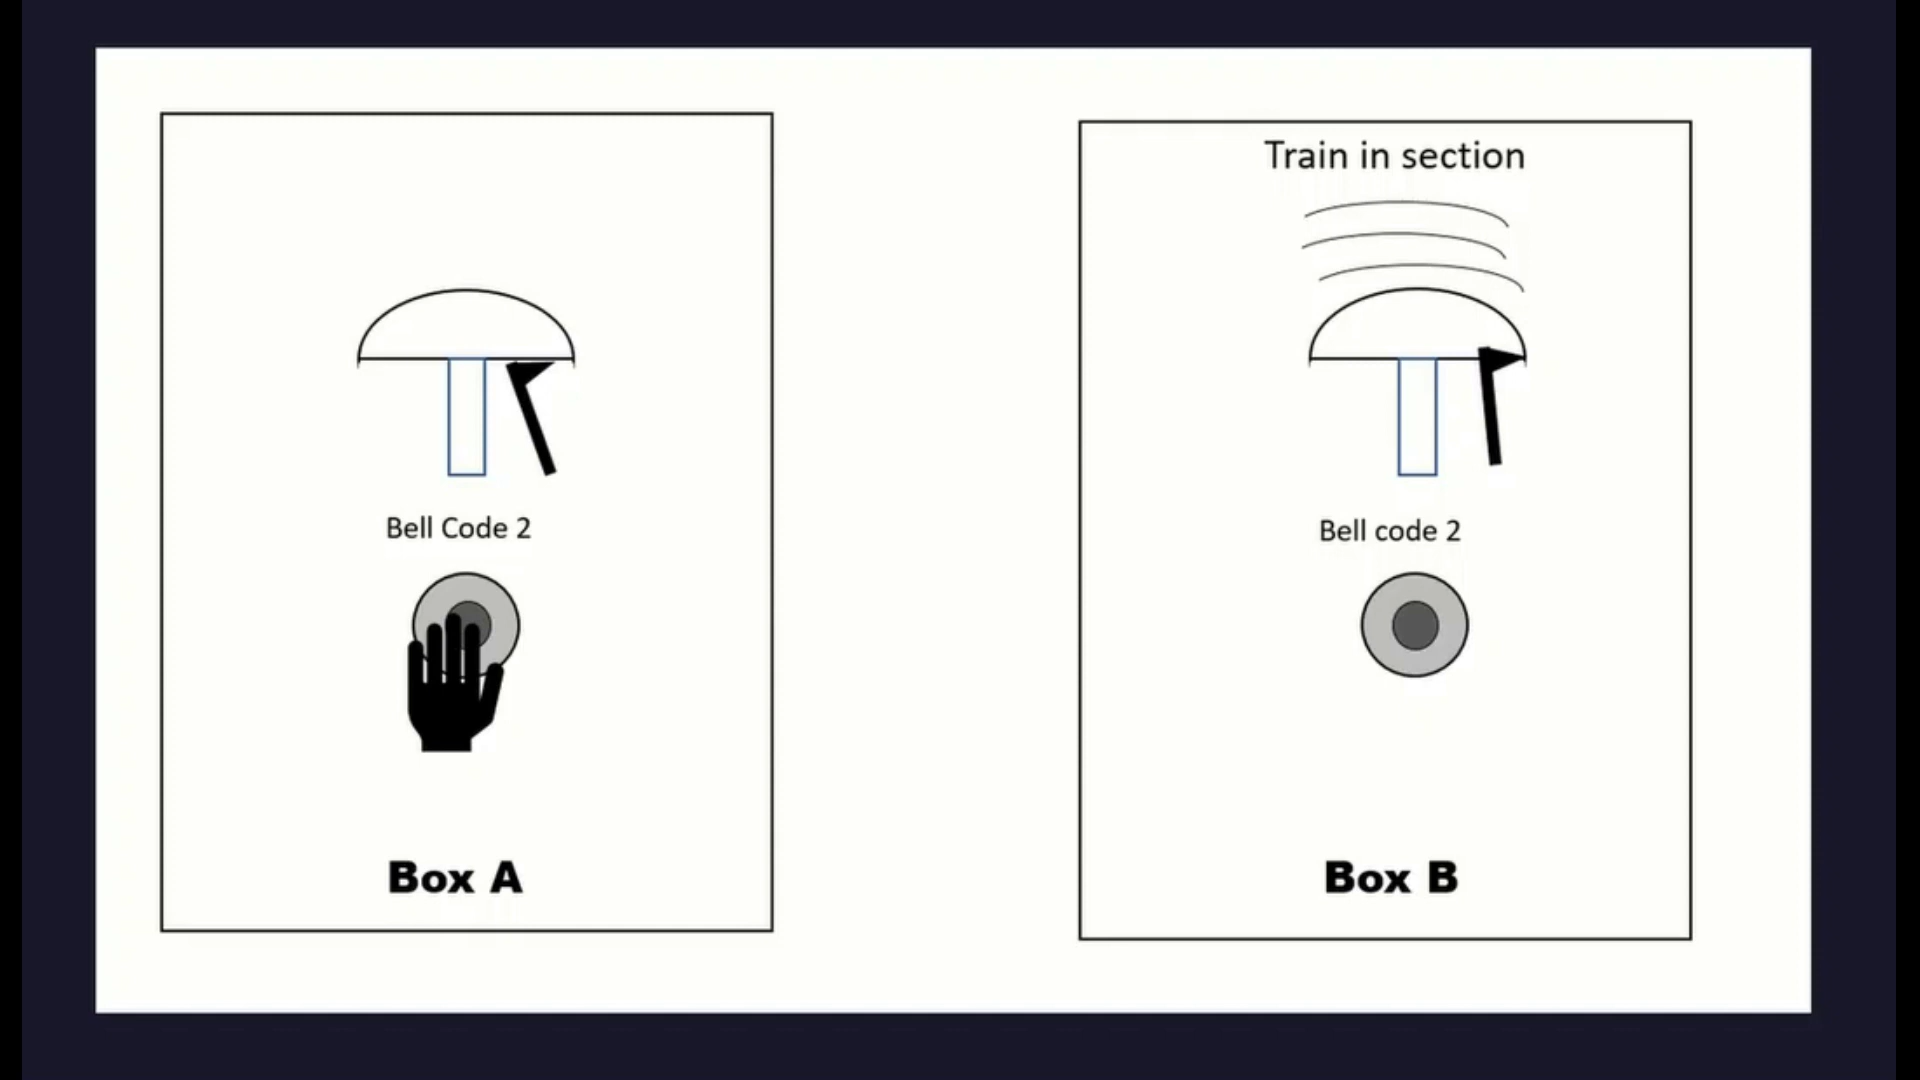 Bell Code 2
Box A
Train in section
Bell code 2
Box B